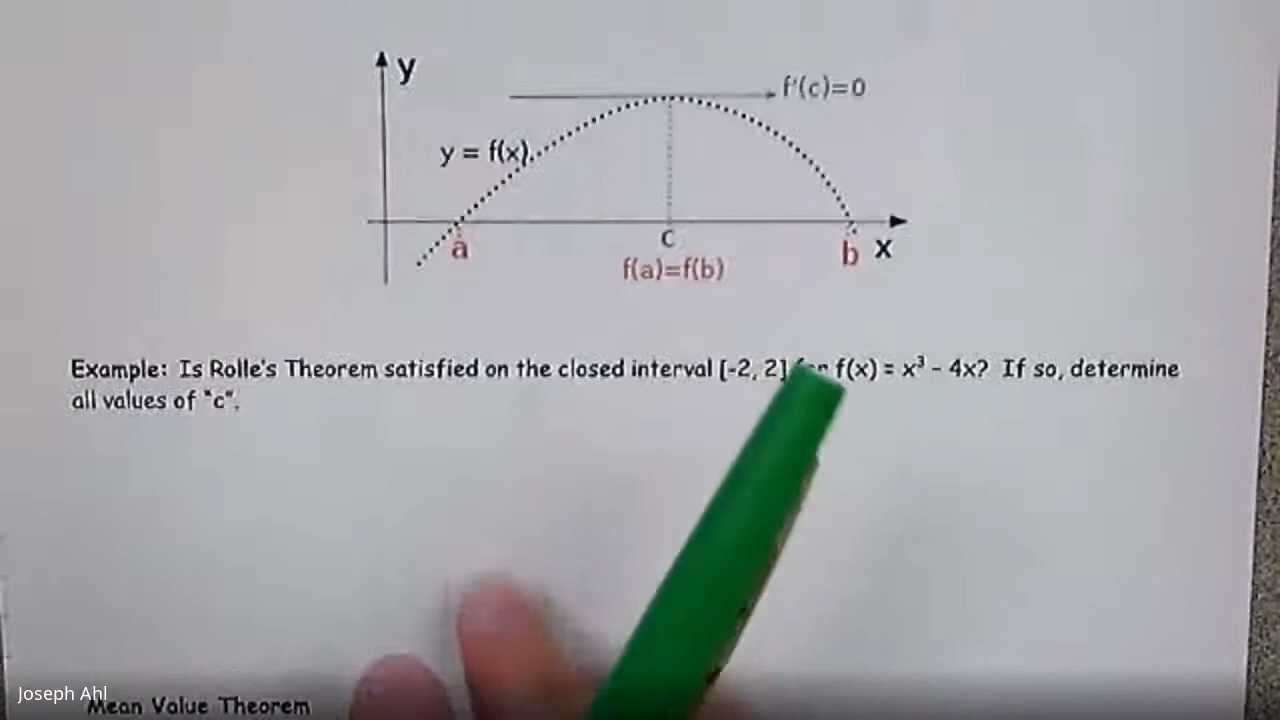 y
f'(c)=0
y = f(x)
a
c
b
x
f(a)=f(b)
Example: Is Rolle's Theorem satisfied on the closed interval [-2, 2] f(x) = x³ - 4x? If so, determine
all values of "c".
Joseph Ahl
Mean Value Theorem